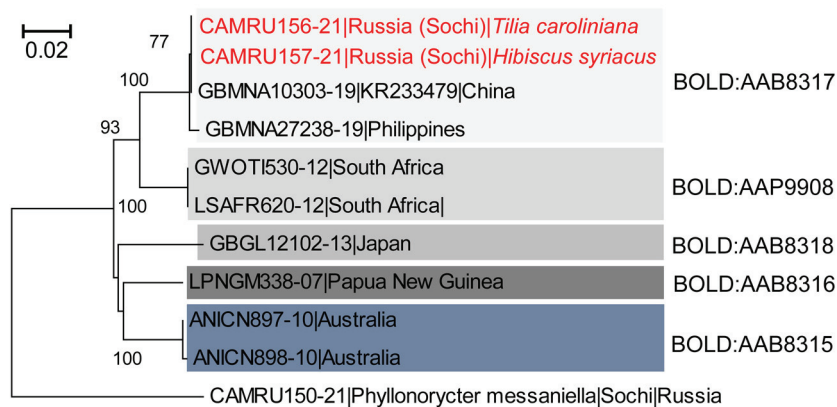 0.02
77
CAMRU156-21|Russia (Sochi)|Tilia caroliniana
CAMRU157-21|Russia (Sochi)|Hibiscus syriacus
BOLD:AAB8317
100
GBMNA10303-19|KR233479|China
93
GBMNA27238-19|Philippines
GWOTI530-12|South Africa
BOLD:AAP9908
100
LSAFR620-12|South Africa|
GBGL12102-13|Japan
BOLD:AAB8318
LPNGM338-07|Papua New Guinea
BOLD:AAB8316
ANICN897-10|Australia
BOLD:AAB8315
100
ANICN898-10|Australia
CAMRU150-21|Phyllonorycter messaniella|Sochi|Russia